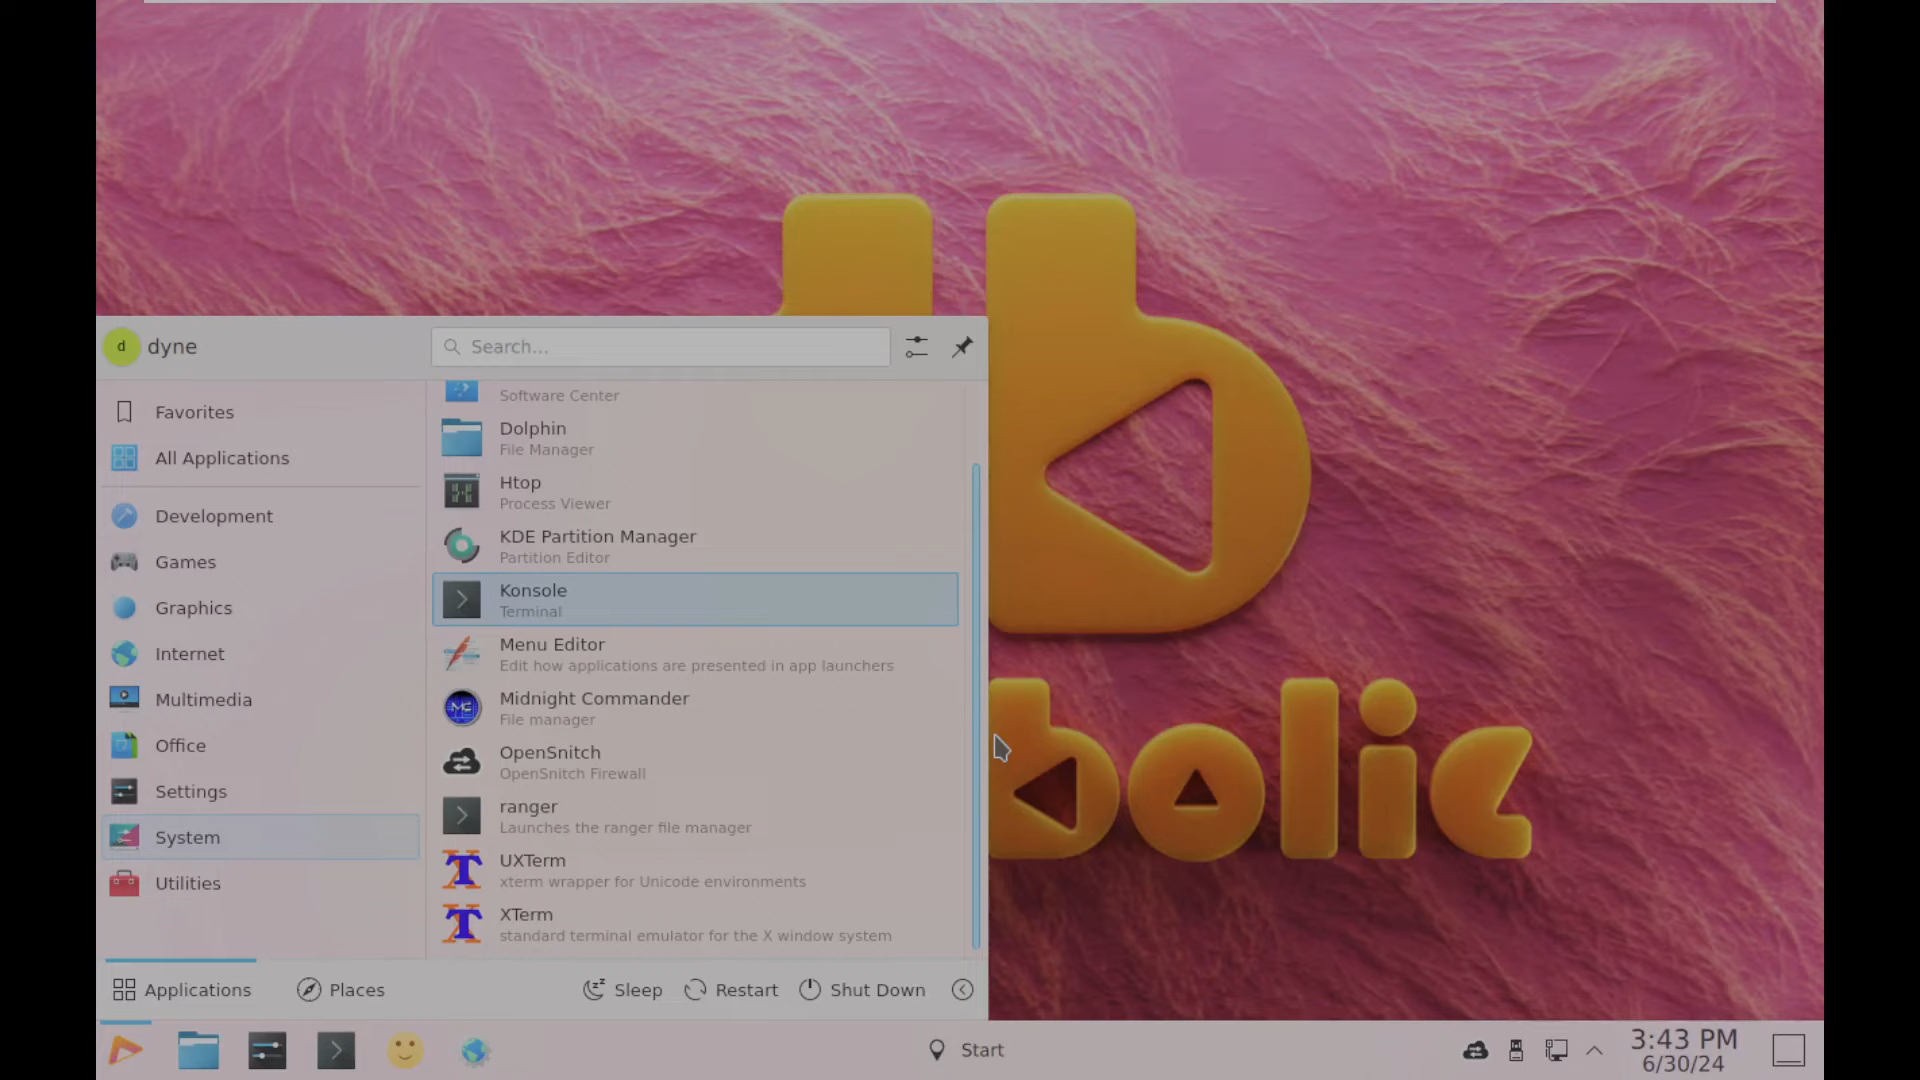 d dyne
Search...
Favorites
All Applications
Development
Games
Graphics
Internet
Multimedia
Office
Settings
System
Utilities
Software Center
Dolphin
File Manager
Htop
Process Viewer
KDE Partition Manager
Partition Editor
Konsole
Terminal
Menu Editor
Edit how applications are presented in app launchers
Midnight Commander
File manager
OpenSnitch
OpenSnitch Firewall
ranger
Launches the ranger file manager
UXTerm
xterm wrapper for Unicode environments
XTerm
standard terminal emulator for the X window system
Applications Places Sleep Restart Shut Down
b
bolic
Start
3:43 PM
6/30/24